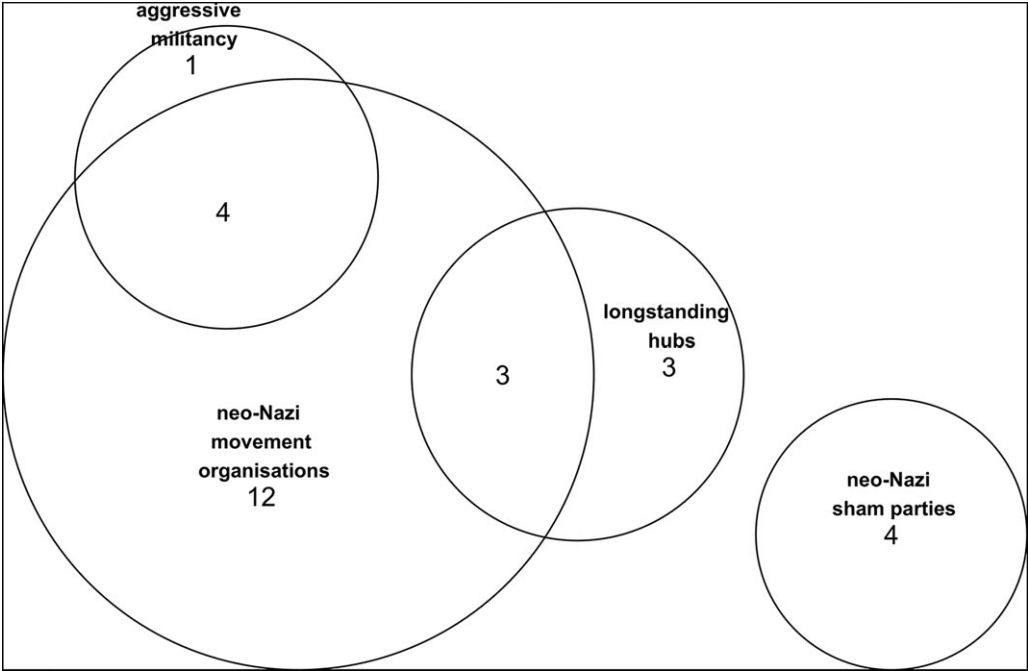 aggressive
militancy
1
4
longstanding
hubs
3
3
neo-Nazi
movement
organisations
12
neo-Nazi
sham parties
4